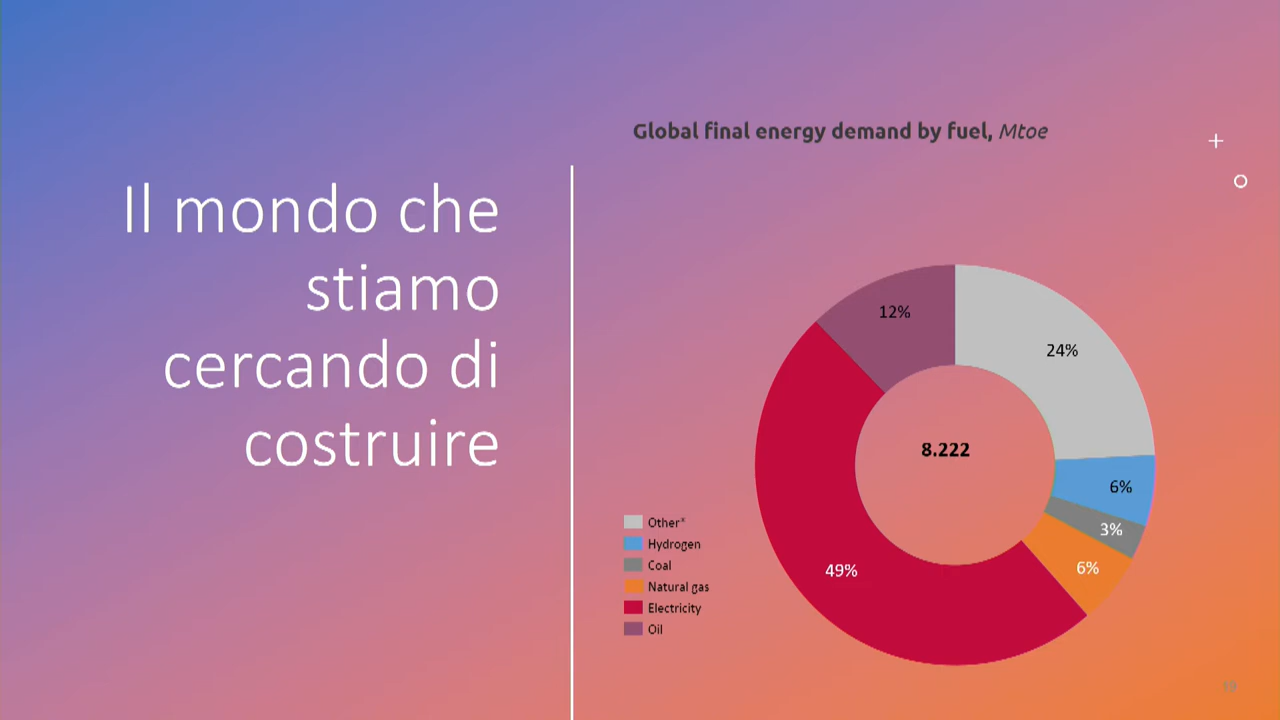 Il mondo che
stiamo
cercando di
costruire
Global final energy demand by fuel, Mtoe
12%
24%
8.222
6%
3%
6%
49%
Other*
Hydrogen
Coal
Natural gas
Electricity
Oil